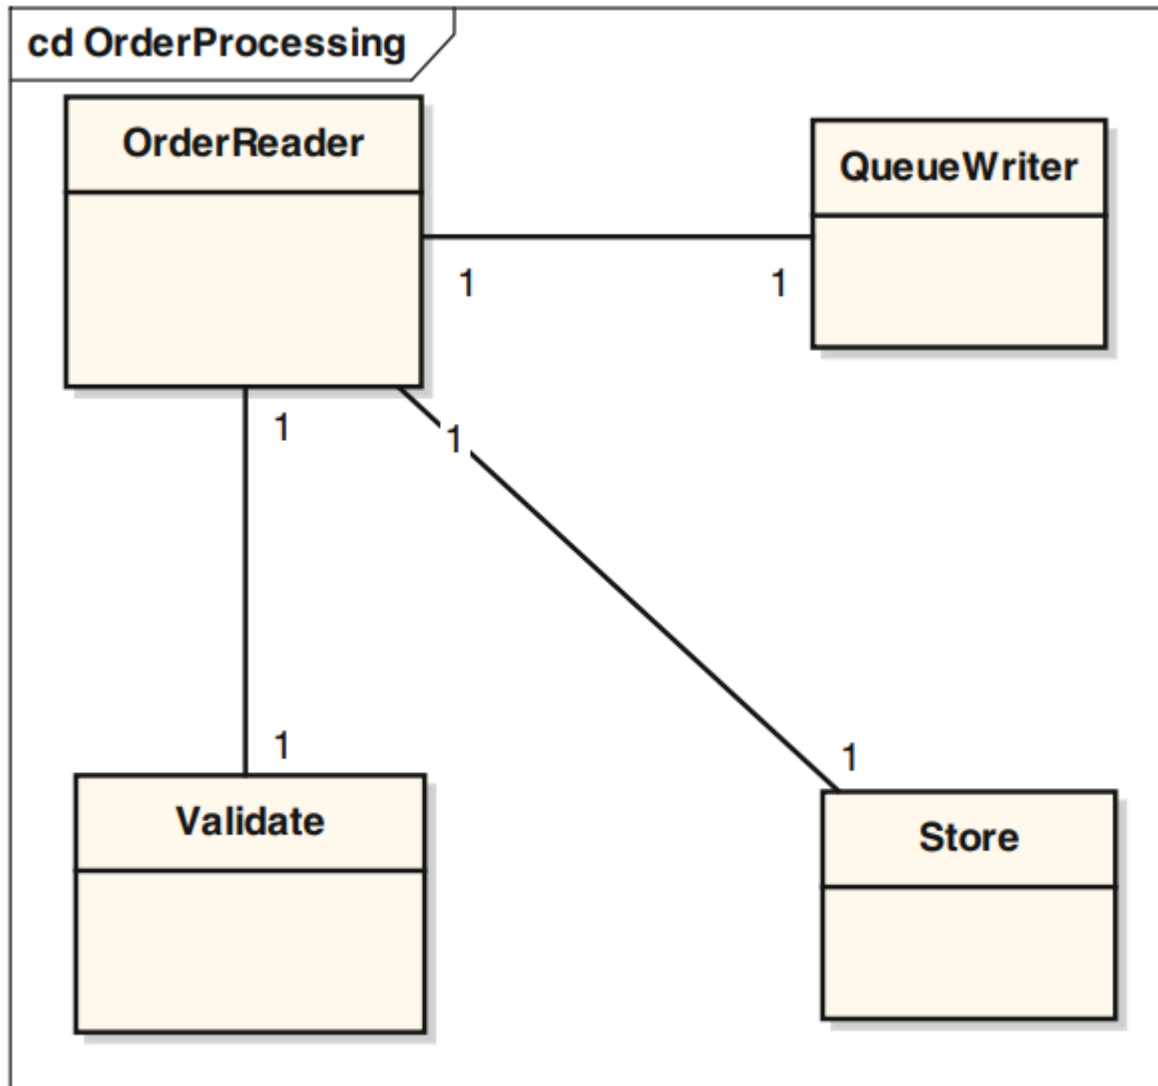 cd OrderProcessing
OrderReader
QueueWriter
1
1
1
1
1
1
Validate
Store